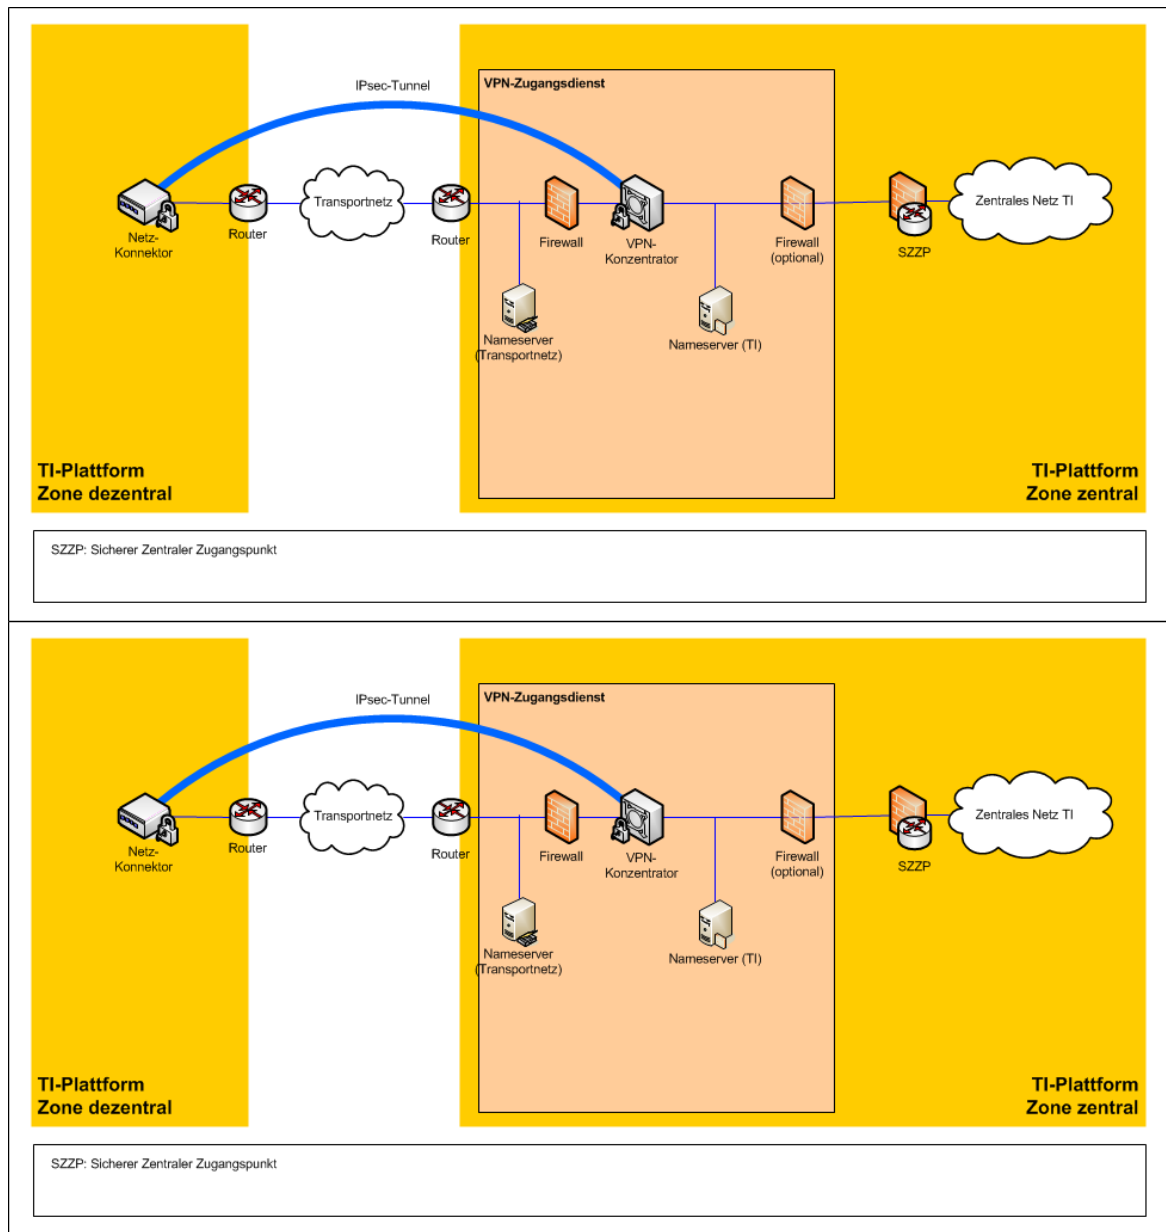 IPsec-Tunnel
VPN-Zugangsdienst
Transportnetz
Zentrales Netz TI
Netz-
Konnektor
Router
Router
Firewall
VPN-
Konzentrator
Firewall
(optional)
SZZP
Nameserver
(Transportnetz)
Nameserver (TI)
TI-Plattform
Zone dezentral
TI-Plattform
Zone zentral
SZZP: Sicherer Zentraler Zugangspunkt
IPsec-Tunnel
VPN-Zugangsdienst
Transportnetz
Zentrales Netz TI
Netz-
Konnektor
Router
Router
Firewall
VPN-
Konzentrator
Firewall
(optional)
SZZP
Nameserver
(Transportnetz)
Nameserver (TI)
TI-Plattform
Zone dezentral
TI-Plattform
Zone zentral
SZZP: Sicherer Zentraler Zugangspunkt